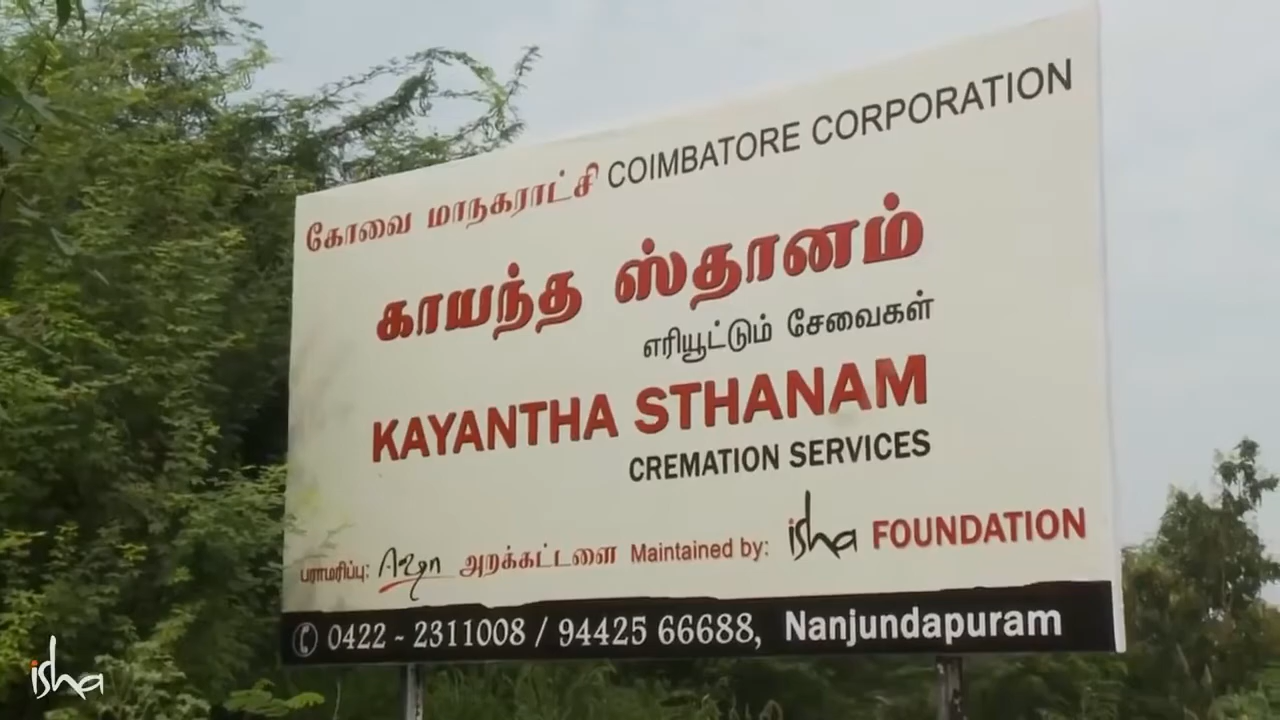 கோவை மாநகராட்சி COIMBATORE CORPORATION
காயந்த ஸ்தானம்
எரியூட்டும் சேவைகள்
KAYANTHA STHANAM
CREMATION SERVICES
பராமரிப்பு: ஈஷா அறக்கட்டளை Maintained by: isha FOUNDATION
0422 - 2311008 / 94425 66688, Nanjundapuram
isha